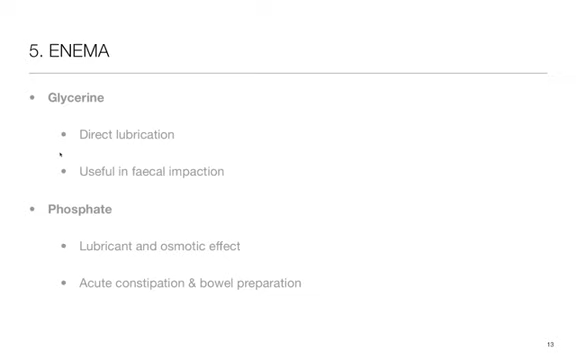 5. ENEMA
• Glycerine
• Direct lubrication
• Useful in faecal impaction
• Phosphate
• Lubricant and osmotic effect
• Acute constipation & bowel preparation
13